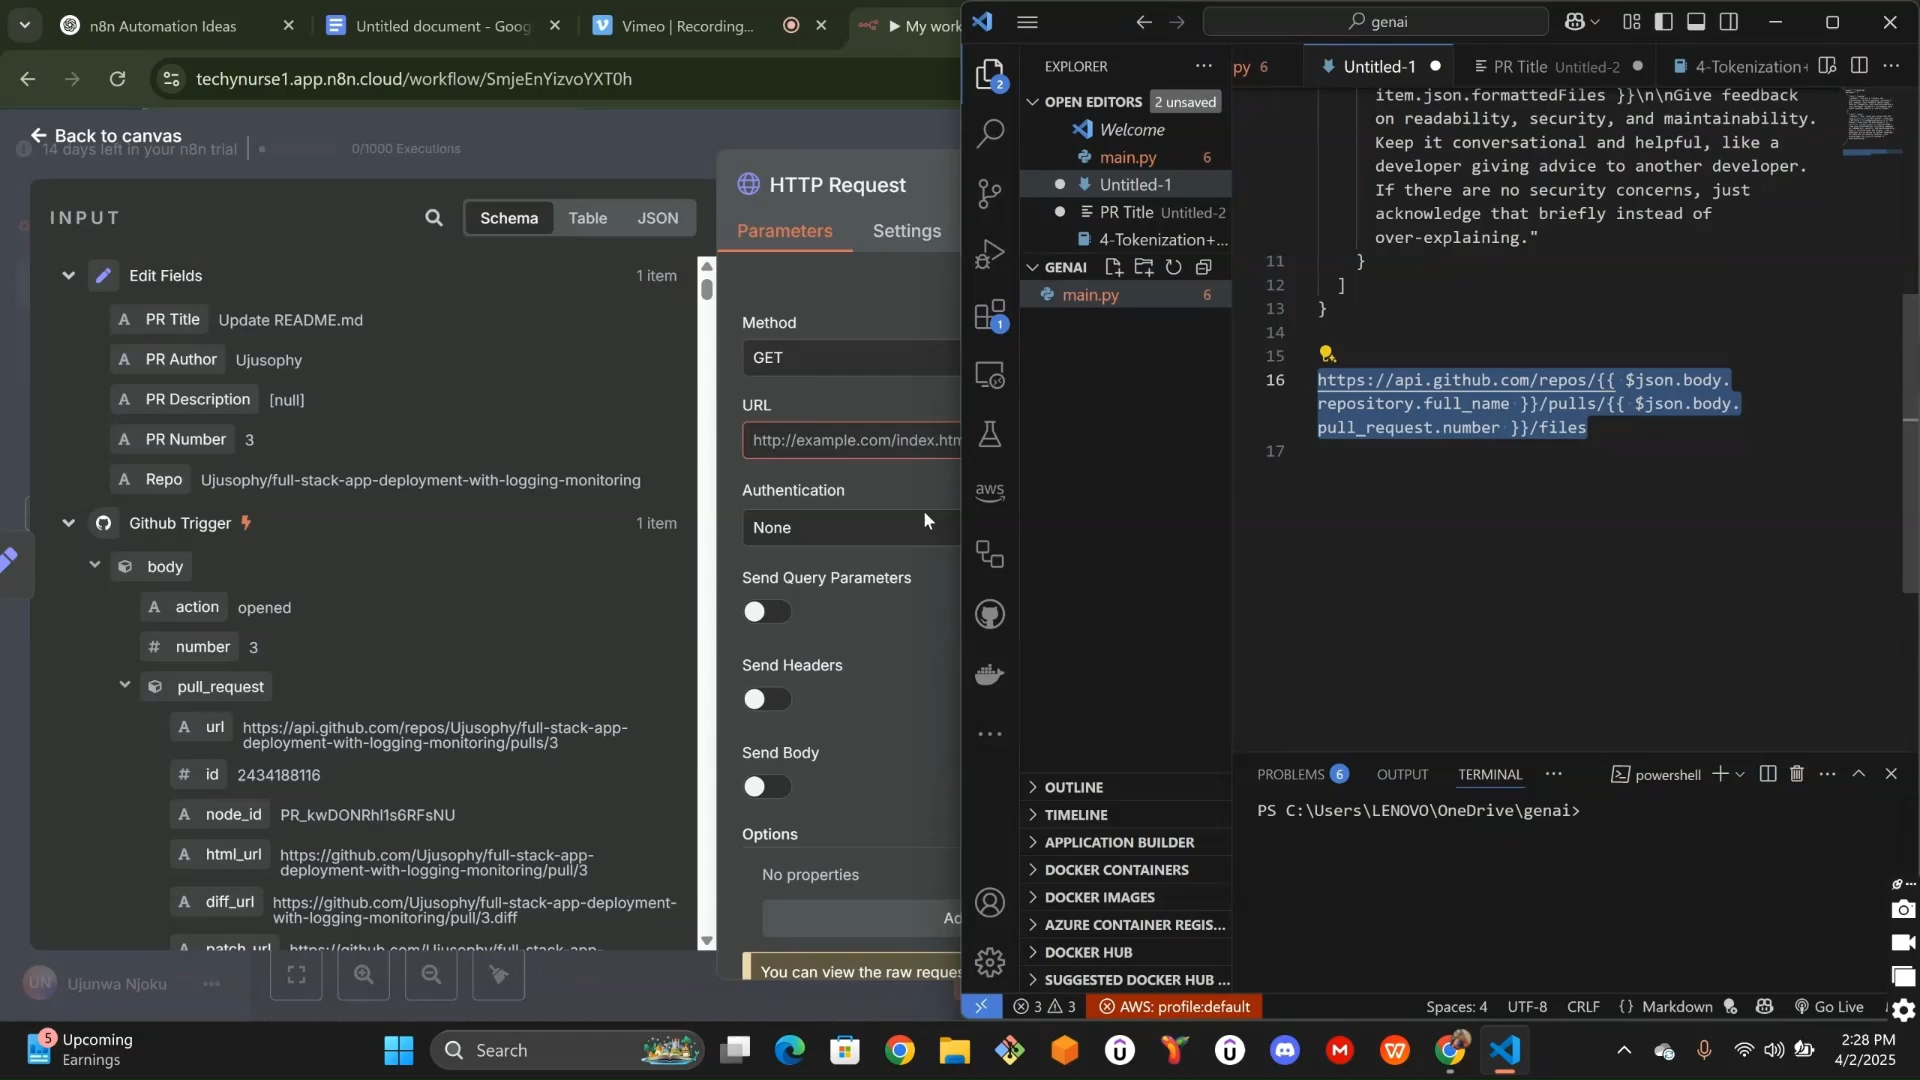 n8n Automation Ideas
Untitled document - Goog
Vimeo | Recording...
My work
techynurse1.app.n8n.cloud/workflow/SmjeEnYizvoYXT0h
Back to canvas
14 days left in your n8n trial
0/1000 Executions
INPUT
Schema
Table
JSON
Edit Fields
1 item
A PR Title Update README.md
A PR Author Ujusophy
A PR Description [null]
A PR Number 3
A Repo Ujusophy/full-stack-app-deployment-with-logging-monitoring
Github Trigger
1 item
body
A action opened
# number 3
pull_request
A url https://api.github.com/repos/Ujusophy/full-stack-app-
deployment-with-logging-monitoring/pulls/3
# id 2434188116
A node_id PR_kwDONRhI1s6RFsNU
A html_url https://github.com/Ujusophy/full-stack-app-
deployment-with-logging-monitoring/pull/3
A diff_url https://github.com/Ujusophy/full-stack-app-deployment-
with-logging-monitoring/pull/3.diff
A patch_url https://github.com/Ujusophy/full-stack-app-
UN
Ujunwa Njoku
HTTP Request
Parameters
Settings
Method
GET
URL
http://example.com/index.htm
Authentication
None
Send Query Parameters
Send Headers
Send Body
Options
No properties
Ad
You can view the raw reques
genai
EXPLORER
OPEN EDITORS
2 unsaved
Welcome
main.py 6
Untitled-1
PR Title Untitled-2
4-Tokenization+...
GENAI
main.py 6
OUTLINE
TIMELINE
APPLICATION BUILDER
DOCKER CONTAINERS
DOCKER IMAGES
AZURE CONTAINER REGIS...
DOCKER HUB
SUGGESTED DOCKER HUB ...
2
1
aws
py 6
Untitled-1
PR Title Untitled-2
4-Tokenization+
item.json.formattedFiles }}\n\nGive feedback
on readability, security, and maintainability.
Keep it conversational and helpful, like a
developer giving advice to another developer.
If there are no security concerns, just
acknowledge that briefly instead of
over-explaining."
11 }
12 ]
13 }
14
15
16 https://api.github.com/repos/{{ $json.body.
repository.full_name }}/pulls/{{ $json.body.
pull_request.number }}/files
17
PROBLEMS 6
OUTPUT
TERMINAL
powershell
PS C:\Users\LENOVO\OneDrive\genai>
3
3
AWS: profile:default
Spaces: 4
UTF-8
CRLF
{} Markdown
Go Live
5
Upcoming
Earnings
Search
2:28 PM
4/2/2025